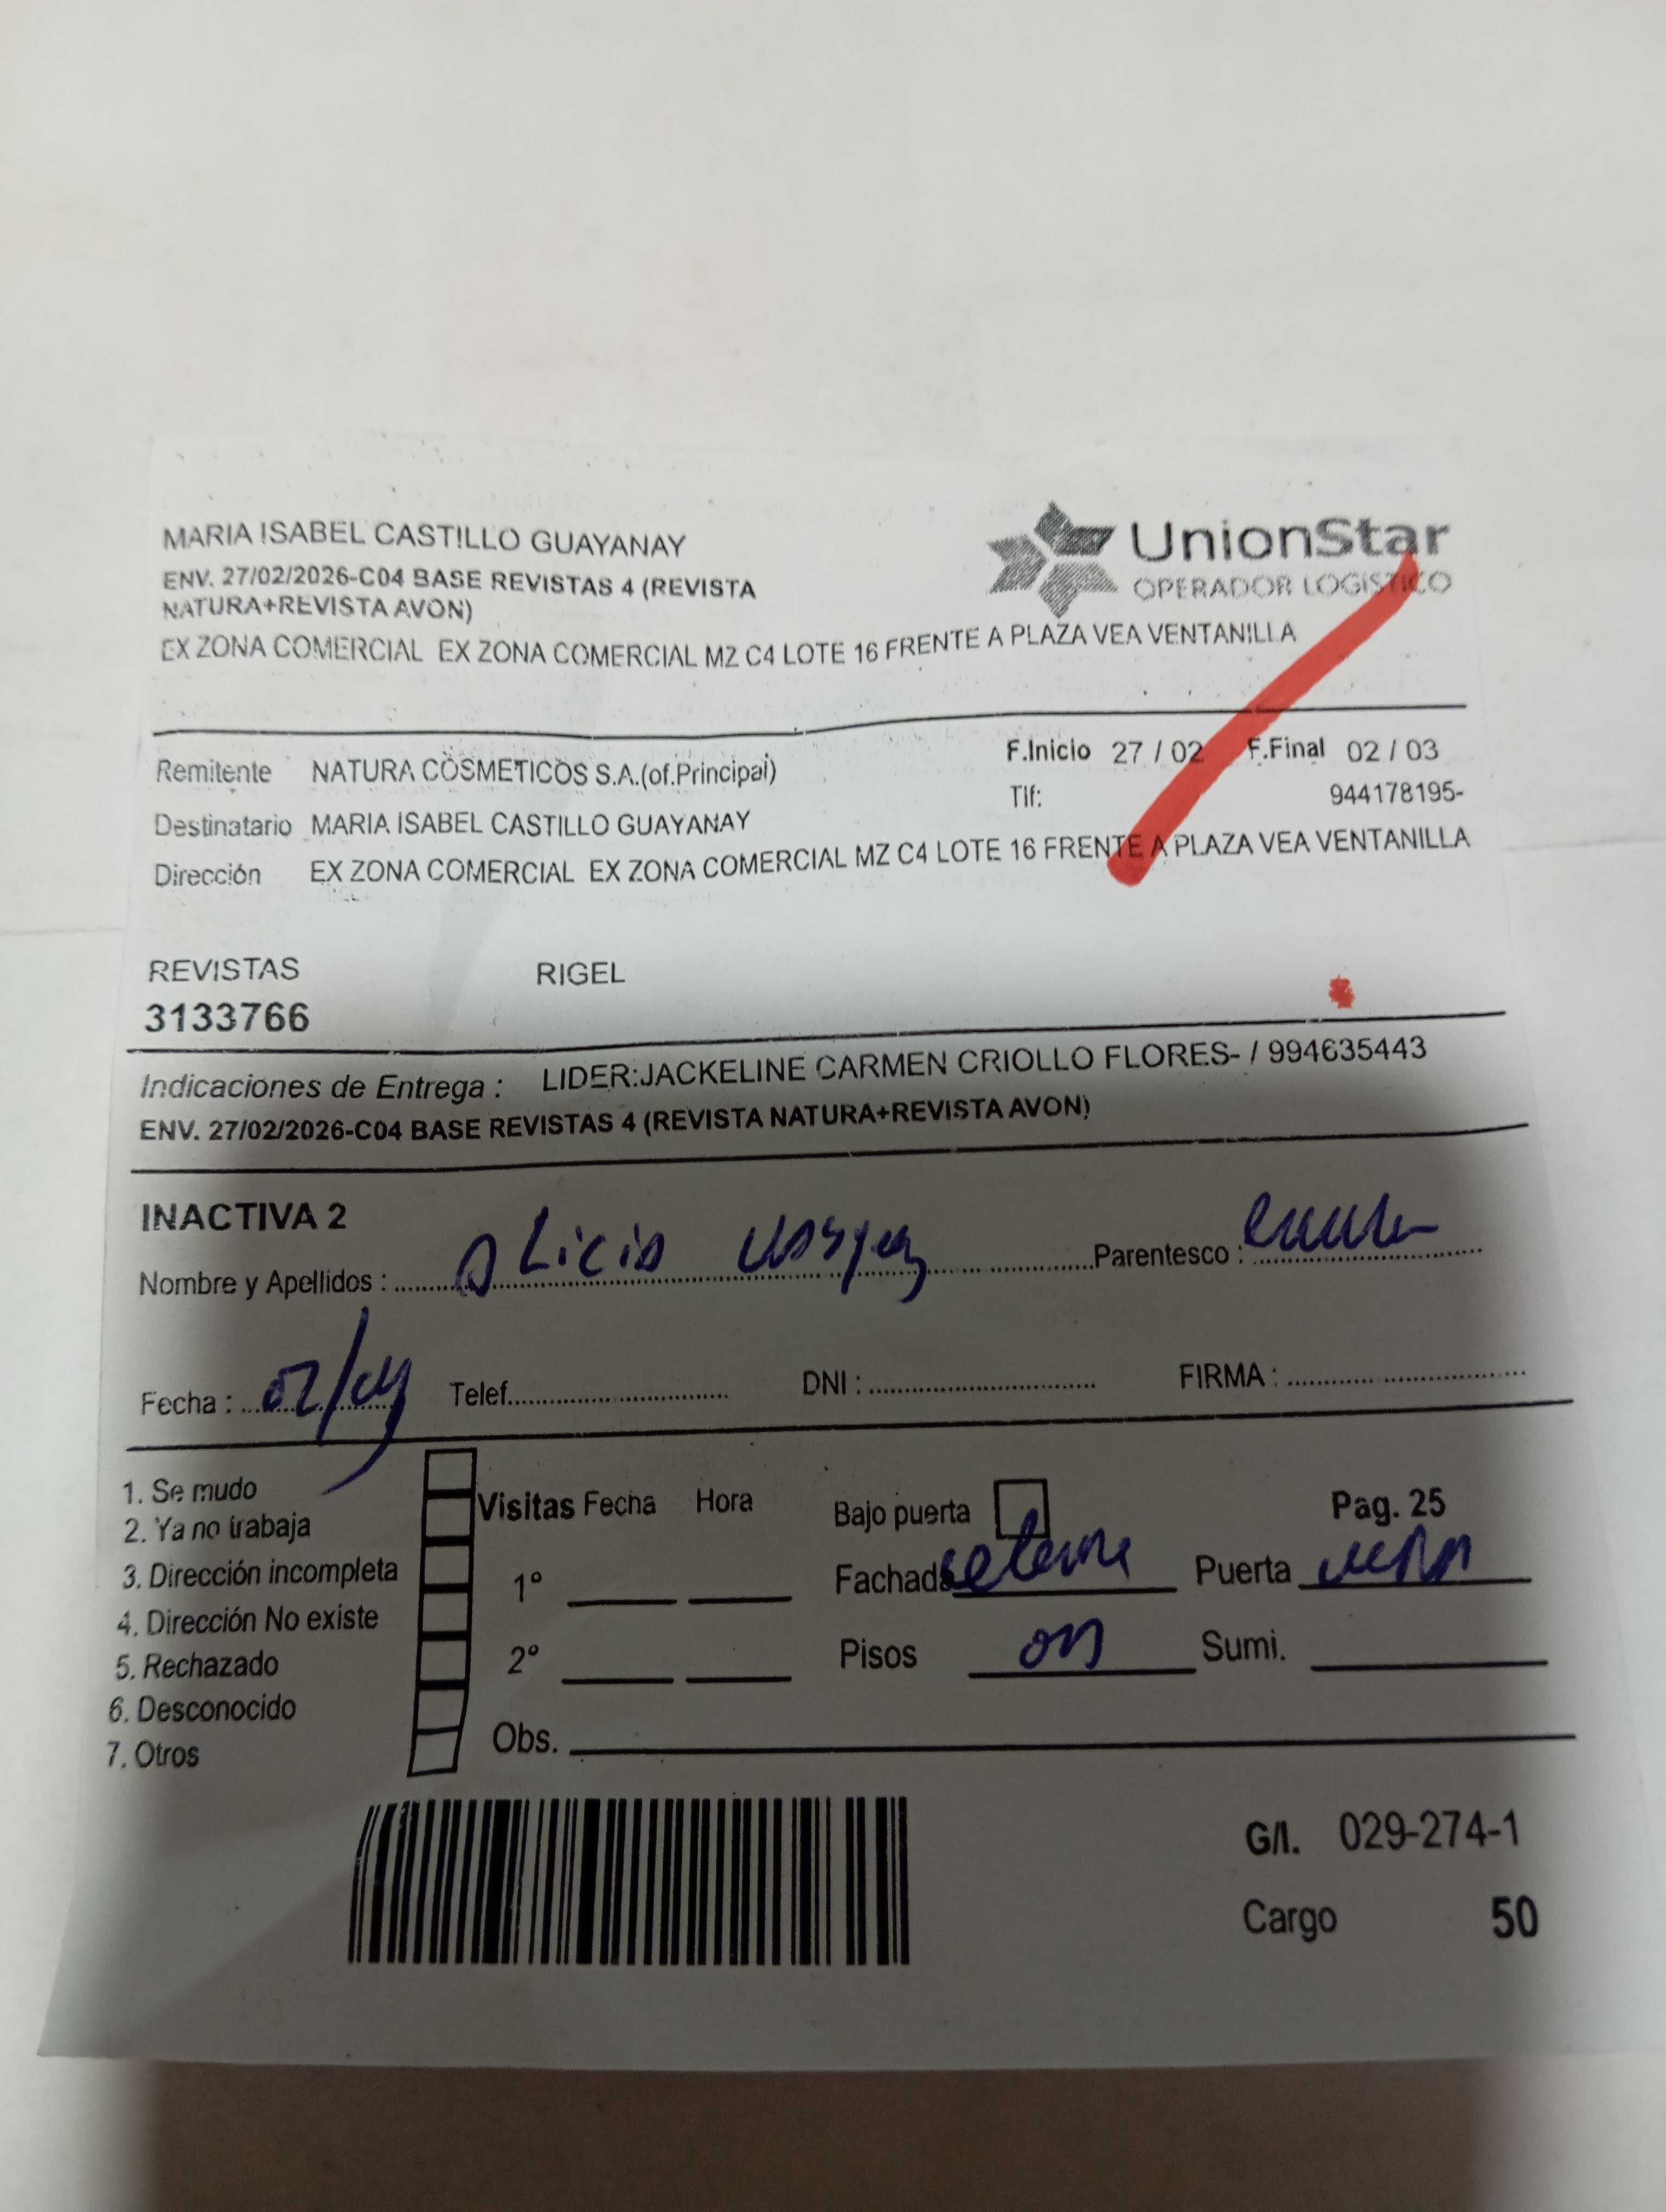 MARIA ISABEL CASTILLO GUAYANAY
UnionStar
OPERADOR LOGISTICO
ENV. 27/02/2026-C04 BASE REVISTAS 4 (REVISTA
NATURA+REVISTA AVON)
EX ZONA COMERCIAL EX ZONA COMERCIAL MZ C4 LOTE 16 FRENTE A PLAZA VEA VENTANILLA
Remitente NATURA COSMETICOS S.A.(of.Principal) F.Inicio 27 / 02 F.Final 02 / 03
Tlf: 944178195-
Destinatario MARIA ISABEL CASTILLO GUAYANAY
Dirección EX ZONA COMERCIAL EX ZONA COMERCIAL MZ C4 LOTE 16 FRENTE A PLAZA VEA VENTANILLA
REVISTAS RIGEL
3133766
Indicaciones de Entrega : LIDER:JACKELINE CARMEN CRIOLLO FLORES- / 994635443
ENV. 27/02/2026-C04 BASE REVISTAS 4 (REVISTA NATURA+REVISTA AVON)
INACTIVA 2
Nombre y Apellidos : Alicia Parentesco :
Fecha : 02/ Telef. DNI : FIRMA :
1. Se mudo
2. Ya no trabaja
3. Dirección incompleta
4. Dirección No existe
5. Rechazado
6. Desconocido
7. Otros
Visitas Fecha Hora
1º
2º
Obs.
Bajo puerta Pag. 25
Fachada Puerta
Pisos Sumi.
G/I. 029-274-1
Cargo 50